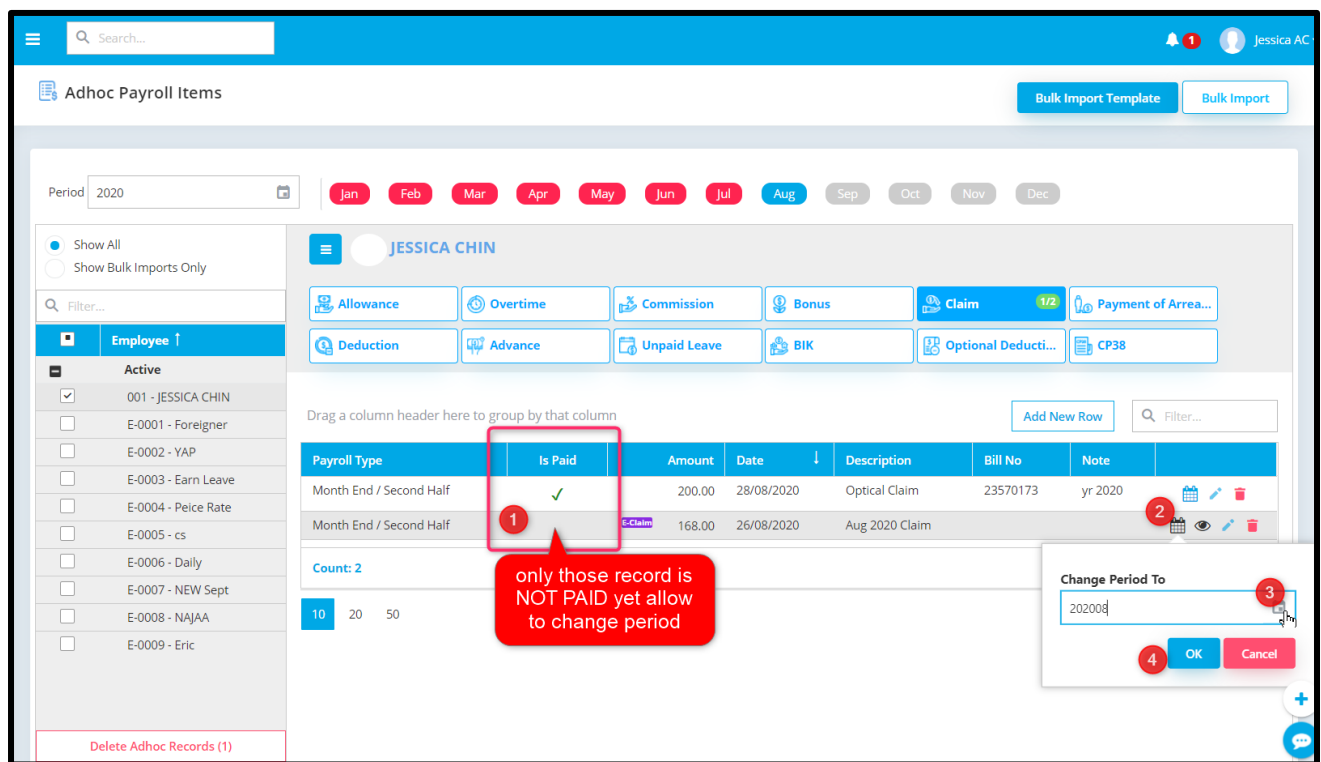 Search...
1
Jessica AC
Adhoc Payroll Items
Bulk Import Template
Bulk Import
Period
2020
Jan
Feb
Mar
Apr
May
Jun
Jul
Aug
Sep
Oct
Nov
Dec
Show All
Show Bulk Imports Only
Filter...
Employee
Active
001 - JESSICA CHIN
E-0001 - Foreigner
E-0002 - YAP
E-0003 - Earn Leave
E-0004 - Peice Rate
E-0005 - cs
E-0006 - Daily
E-0007 - NEW Sept
E-0008 - NAJAA
E-0009 - Eric
Delete Adhoc Records (1)
JESSICA CHIN
Allowance
Overtime
Commission
Bonus
Claim
1/2
Payment of Arrea...
Deduction
Advance
Unpaid Leave
BIK
Optional Deducti...
CP38
Drag a column header here to group by that column
Add New Row
Filter...
Payroll Type
Is Paid
Amount
Date
Description
Bill No
Note
Month End / Second Half
200.00
28/08/2020
Optical Claim
23570173
yr 2020
Month End / Second Half
1
E-Claim
168.00
26/08/2020
Aug 2020 Claim
2
Count: 2
only those record is
NOT PAID yet allow
to change period
10
20
50
Change Period To
202008
3
4
OK
Cancel